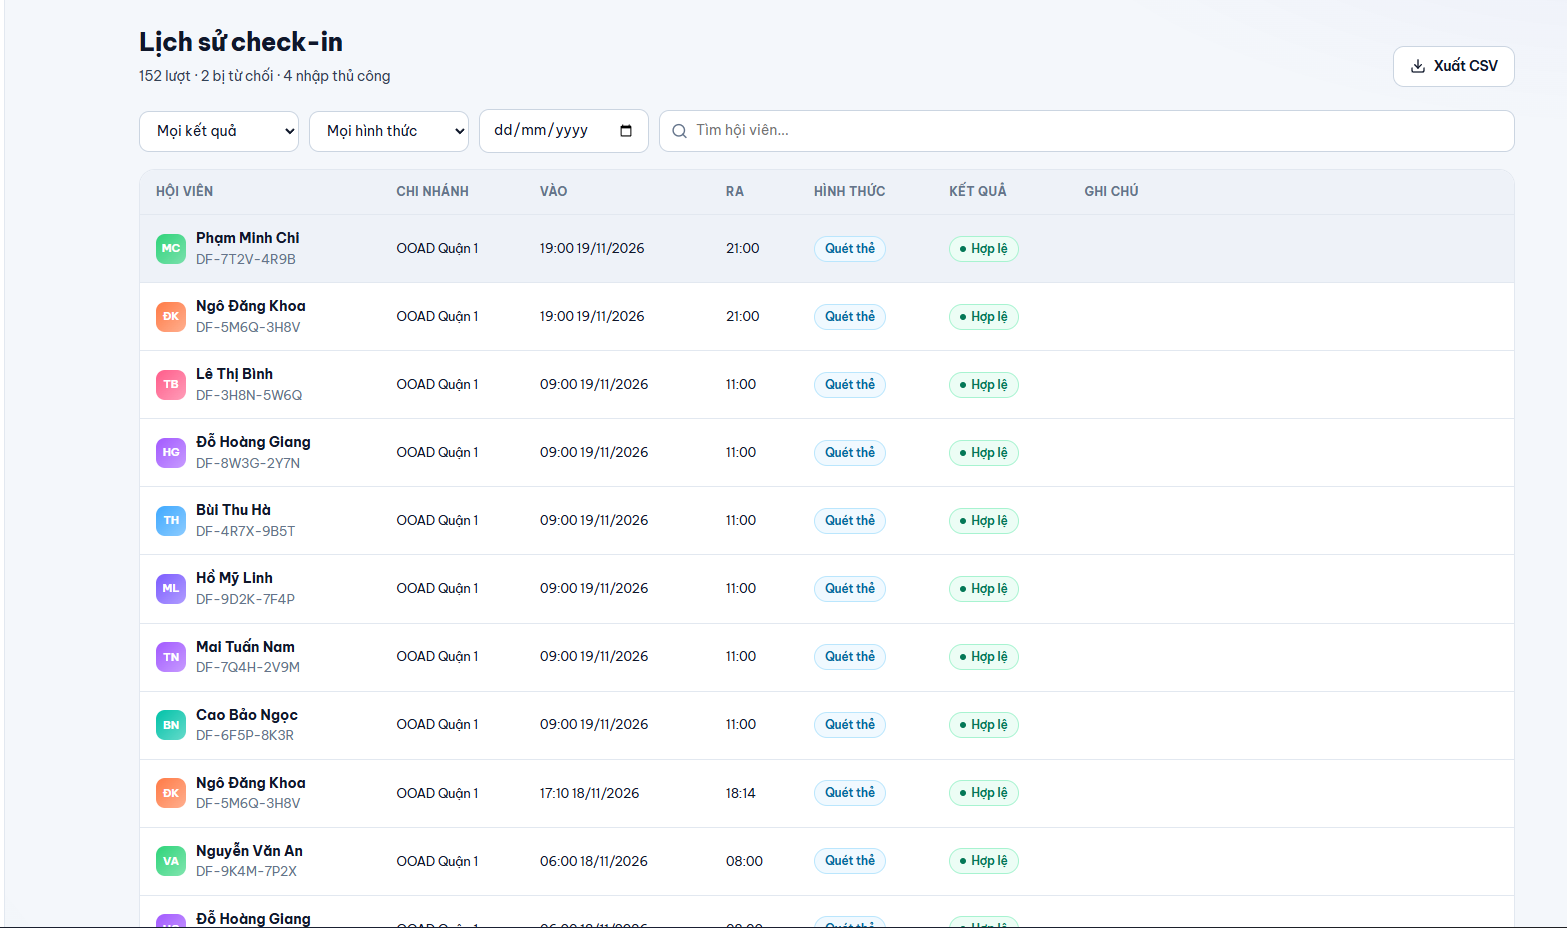 Lịch sử check-in
152 lượt · 2 bị từ chối · 4 nhập thủ công
Xuất CSV
Mọi kết quả
Mọi hình thức
dd/mm/yyyy
Tìm hội viên...
HỘI VIÊN CHI NHÁNH VÀO RA HÌNH THỨC KẾT QUẢ GHI CHÚ
MC Phạm Minh Chi
DF-7T2V-4R9B
OOAD Quận 1 19:00 19/11/2026 21:00 Quét thẻ Hợp lệ
ĐK Ngô Đăng Khoa
DF-5M6Q-3H8V
OOAD Quận 1 19:00 19/11/2026 21:00 Quét thẻ Hợp lệ
TB Lê Thị Bình
DF-3H8N-5W6Q
OOAD Quận 1 09:00 19/11/2026 11:00 Quét thẻ Hợp lệ
HG Đỗ Hoàng Giang
DF-8W3G-2Y7N
OOAD Quận 1 09:00 19/11/2026 11:00 Quét thẻ Hợp lệ
TH Bùi Thu Hà
DF-4R7X-9B5T
OOAD Quận 1 09:00 19/11/2026 11:00 Quét thẻ Hợp lệ
ML Hồ Mỹ Linh
DF-9D2K-7F4P
OOAD Quận 1 09:00 19/11/2026 11:00 Quét thẻ Hợp lệ
TN Mai Tuấn Nam
DF-7Q4H-2V9M
OOAD Quận 1 09:00 19/11/2026 11:00 Quét thẻ Hợp lệ
BN Cao Bảo Ngọc
DF-6F5P-8K3R
OOAD Quận 1 09:00 19/11/2026 11:00 Quét thẻ Hợp lệ
ĐK Ngô Đăng Khoa
DF-5M6Q-3H8V
OOAD Quận 1 17:10 18/11/2026 18:14 Quét thẻ Hợp lệ
VA Nguyễn Văn An
DF-9K4M-7P2X
OOAD Quận 1 06:00 18/11/2026 08:00 Quét thẻ Hợp lệ
Đỗ Hoàng Giang